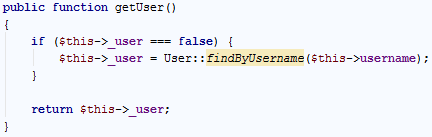 public function getUser()
{
    if ($this->_user === false) {
        $this->_user = User::findByUsername($this->username);
    }

    return $this->_user;
}